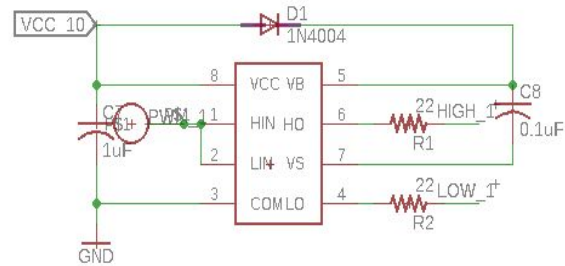 VCC 10
D1
1N4004
8 VCC VB 5
C8
1 HIN HO 6 22 HIGH_1
0.1uF
1uF
R1
2 LIN VS 7
3 COM LO 4 22 LOW_1
R2
GND